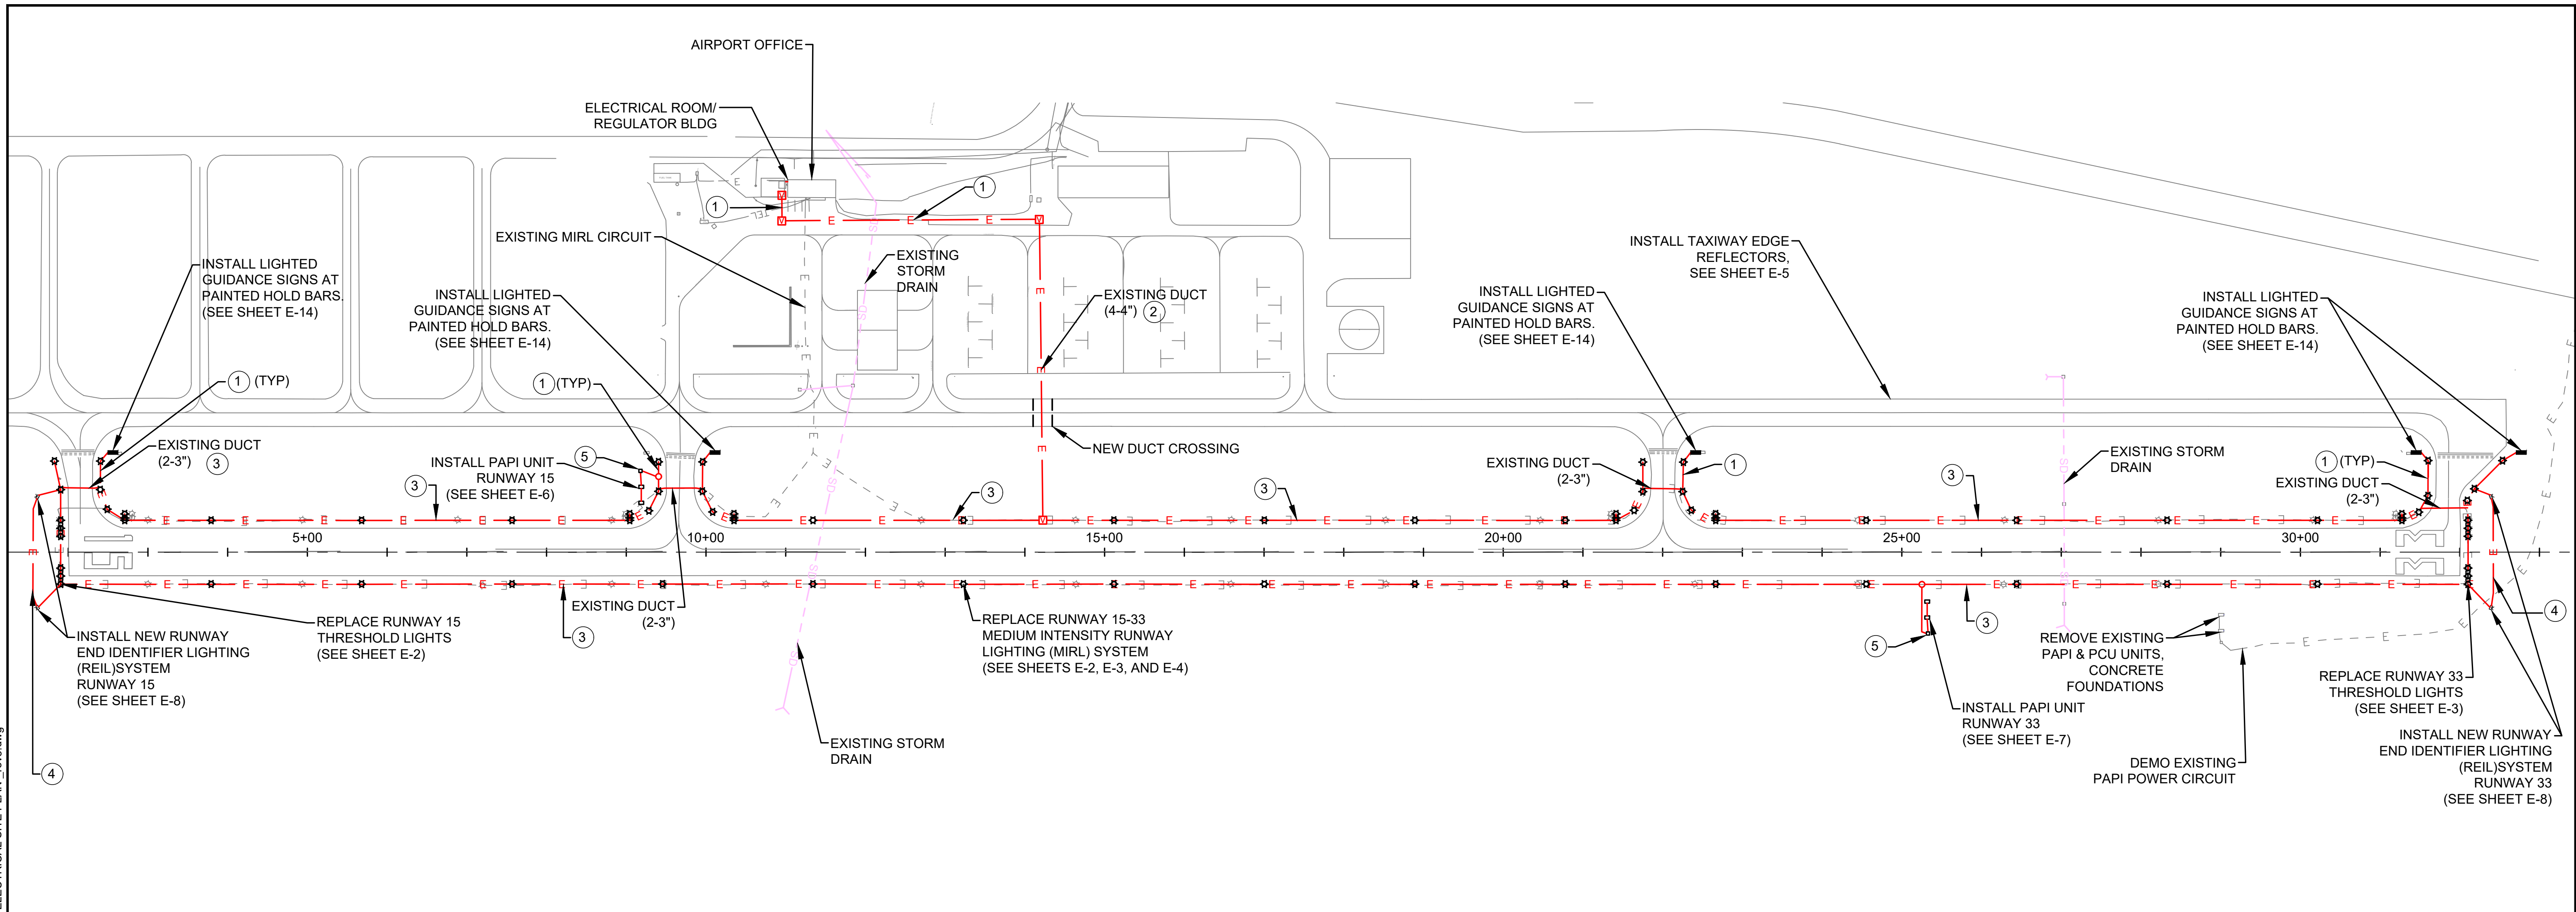 AIRPORT OFFICE
ELECTRICAL ROOM/
REGULATOR BLDG
1
1
E
TEL
E E E
SD
EXISTING MIRL CIRCUIT
EXISTING
STORM
DRAIN
INSTALL TAXIWAY EDGE
REFLECTORS,
SEE SHEET E-5
INSTALL LIGHTED
GUIDANCE SIGNS AT
PAINTED HOLD BARS.
(SEE SHEET E-14)
INSTALL LIGHTED
GUIDANCE SIGNS AT
PAINTED HOLD BARS.
(SEE SHEET E-14)
EXISTING DUCT
(4-4") 2
INSTALL LIGHTED
GUIDANCE SIGNS AT
PAINTED HOLD BARS.
(SEE SHEET E-14)
INSTALL LIGHTED
GUIDANCE SIGNS AT
PAINTED HOLD BARS.
(SEE SHEET E-14)
1 (TYP)
1 (TYP)
EXISTING DUCT
(2-3") 3
5
INSTALL PAPI UNIT
RUNWAY 15
(SEE SHEET E-6)
NEW DUCT CROSSING
EXISTING DUCT
(2-3")
1
EXISTING STORM
DRAIN
1 (TYP)
EXISTING DUCT
(2-3")
3
3
3
3
15
33
5+00
10+00
15+00
20+00
25+00
30+00
EXISTING DUCT
(2-3")
3
3
4
4
5
INSTALL NEW RUNWAY
END IDENTIFIER LIGHTING
(REIL)SYSTEM
RUNWAY 15
(SEE SHEET E-8)
REPLACE RUNWAY 15
THRESHOLD LIGHTS
(SEE SHEET E-2)
REPLACE RUNWAY 15-33
MEDIUM INTENSITY RUNWAY
LIGHTING (MIRL) SYSTEM
(SEE SHEETS E-2, E-3, AND E-4)
EXISTING STORM
DRAIN
REMOVE EXISTING
PAPI & PCU UNITS,
CONCRETE
FOUNDATIONS
INSTALL PAPI UNIT
RUNWAY 33
(SEE SHEET E-7)
DEMO EXISTING
PAPI POWER CIRCUIT
REPLACE RUNWAY 33
THRESHOLD LIGHTS
(SEE SHEET E-3)
INSTALL NEW RUNWAY
END IDENTIFIER LIGHTING
(REIL)SYSTEM
RUNWAY 33
(SEE SHEET E-8)